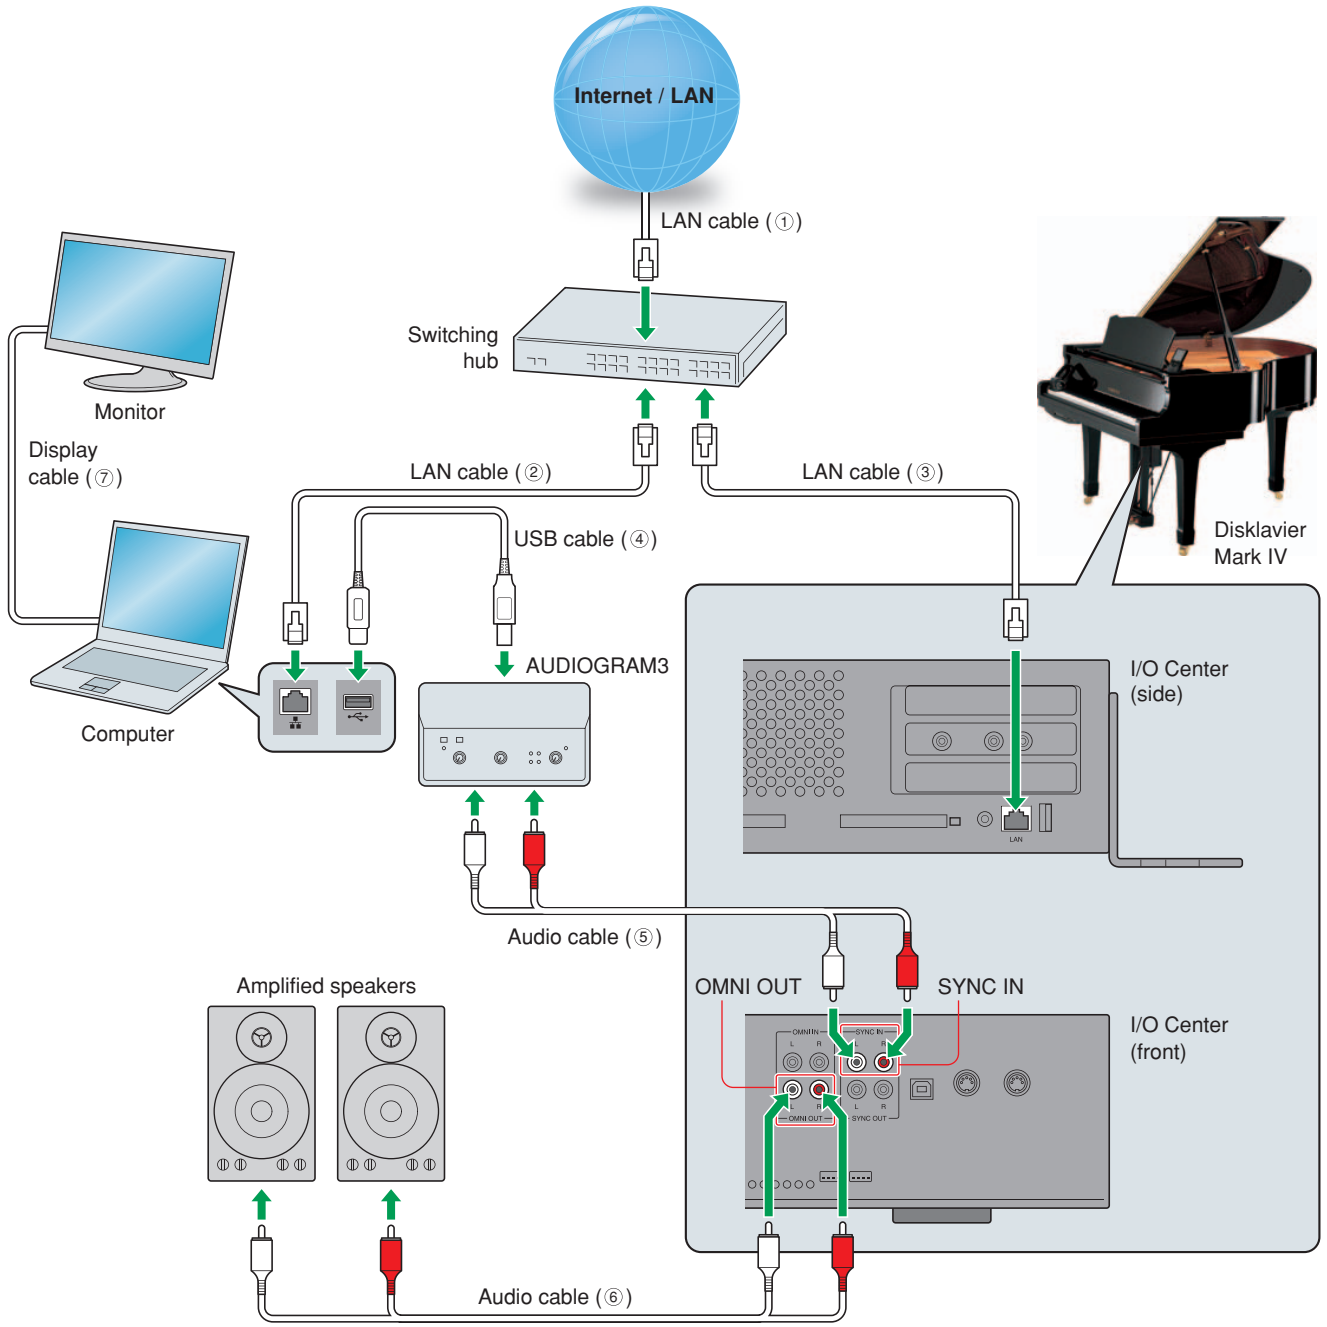 Internet / LAN
LAN cable (①)
Switching
hub
Monitor
Display
cable (⑦)
LAN cable (②)
LAN cable (③)
USB cable (④)
Disklavier
Mark IV
AUDIOGRAM3
Computer
I/O Center
(side)
LAN
Audio cable (⑤)
Amplified speakers
OMNI OUT
SYNC IN
I/O Center
(front)
OMNI IN
SYNC IN
L R L R
L R L R
OMNI OUT
SYNC OUT
Audio cable (⑥)